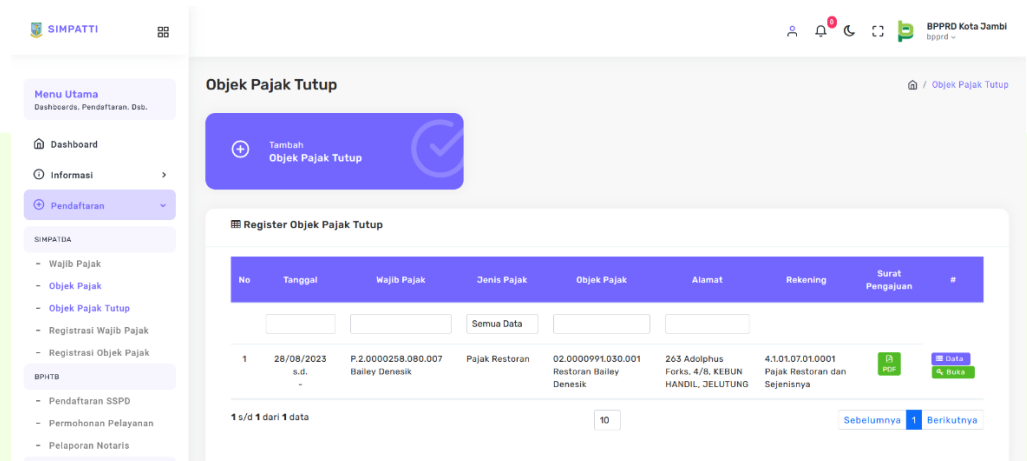 SIMPATTI
0
BPPRD Kota Jambi
bpprd
Menu Utama
Dashboards, Pendaftaran, Dsb.
Dashboard
Informasi
Pendaftaran
SIMPATDA
- Wajib Pajak
- Objek Pajak
- Objek Pajak Tutup
- Registrasi Wajib Pajak
- Registrasi Objek Pajak
BPHTB
- Pendaftaran SSPD
- Permohonan Pelayanan
- Pelaporan Notaris
Objek Pajak Tutup
/ Objek Pajak Tutup
Tambah
Objek Pajak Tutup
Register Objek Pajak Tutup
No Tanggal Wajib Pajak Jenis Pajak Objek Pajak Alamat Rekening Surat Pengajuan #
Semua Data
1 28/08/2023 P.2.0000258.080.007 Pajak Restoran 02.0000991.030.001 263 Adolphus 4.1.01.07.01.0001 PDF Data
s.d. Bailey Denesik Restoran Bailey Forks, 4/8, KEBUN Pajak Restoran dan Buka
- Denesik HANDIL, JELUTUNG Sejenisnya
1 s/d 1 dari 1 data 10 Sebelumnya 1 Berikutnya